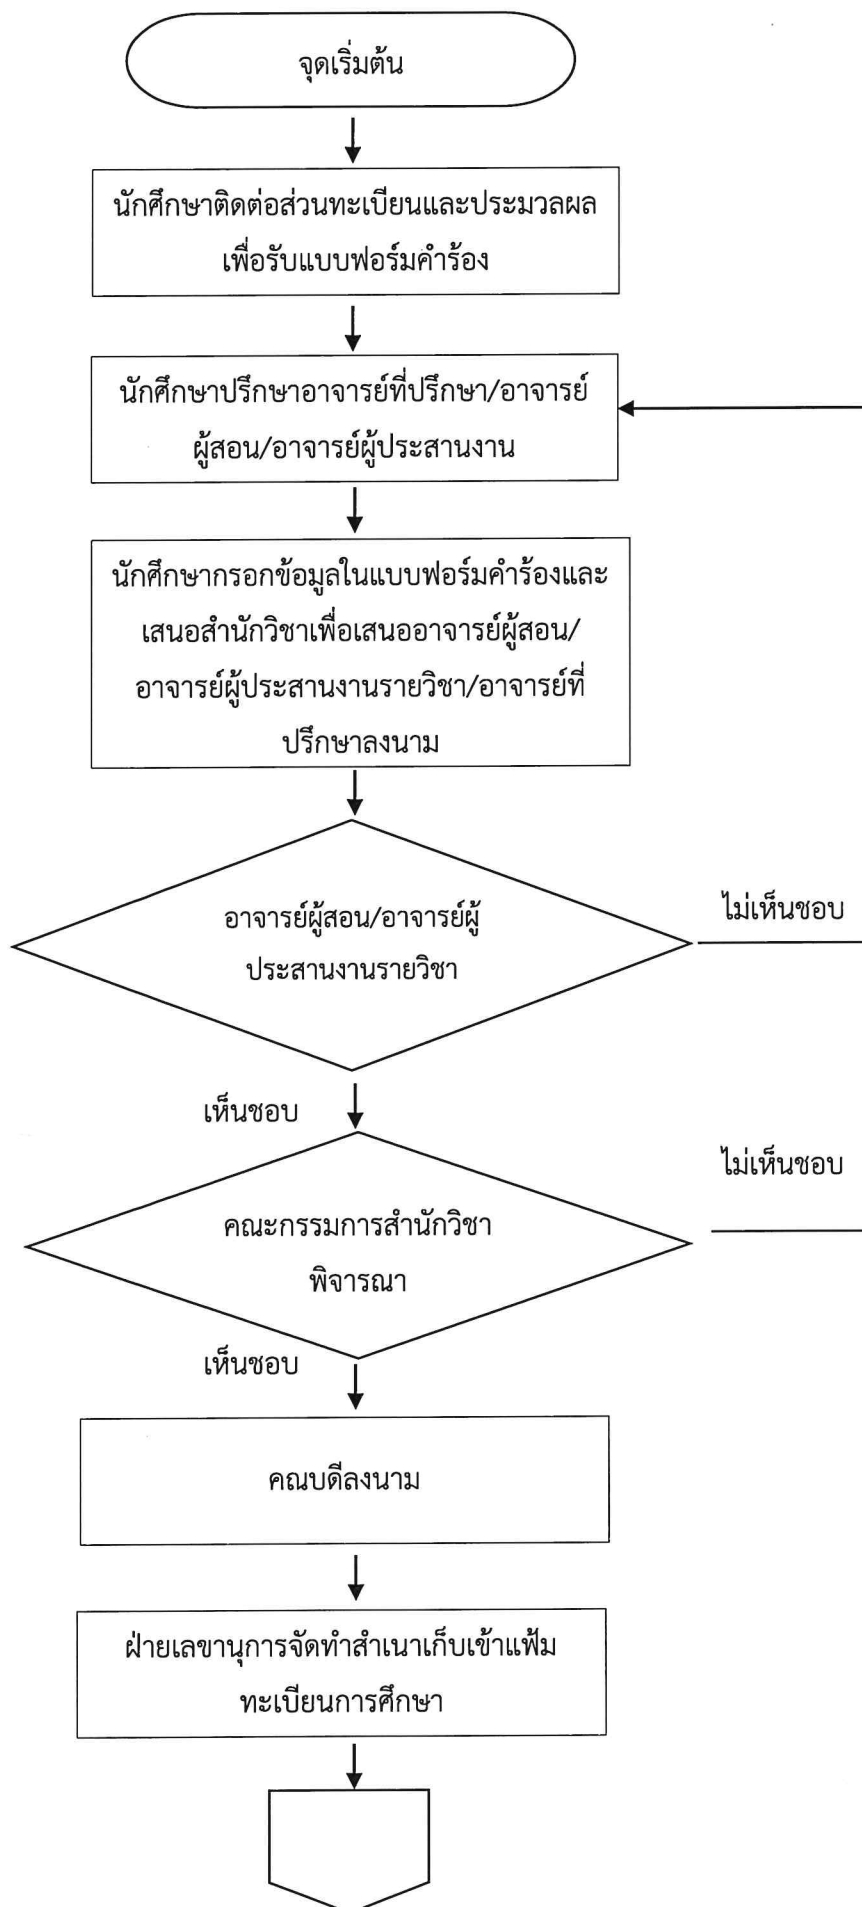 จุดเริ่มต้น
นักศึกษาติดต่อส่วนทะเบียนและประมวลผล
เพื่อรับแบบฟอร์มคำร้อง
นักศึกษาปรึกษาอาจารย์ที่ปรึกษา/อาจารย์
ผู้สอน/อาจารย์ผู้ประสานงาน
นักศึกษากรอกข้อมูลในแบบฟอร์มคำร้องและ
เสนอสำนักวิชาเพื่อเสนออาจารย์ผู้สอน/
อาจารย์ผู้ประสานงานรายวิชา/อาจารย์ที่
ปรึกษาลงนาม
อาจารย์ผู้สอน/อาจารย์ผู้
ประสานงานรายวิชา
ไม่เห็นชอบ
เห็นชอบ
คณะกรรมการสำนักวิชา
พิจารณา
ไม่เห็นชอบ
เห็นชอบ
คณบดีลงนาม
ฝ่ายเลขานุการจัดทำสำเนาเก็บเข้าแฟ้ม
ทะเบียนการศึกษา